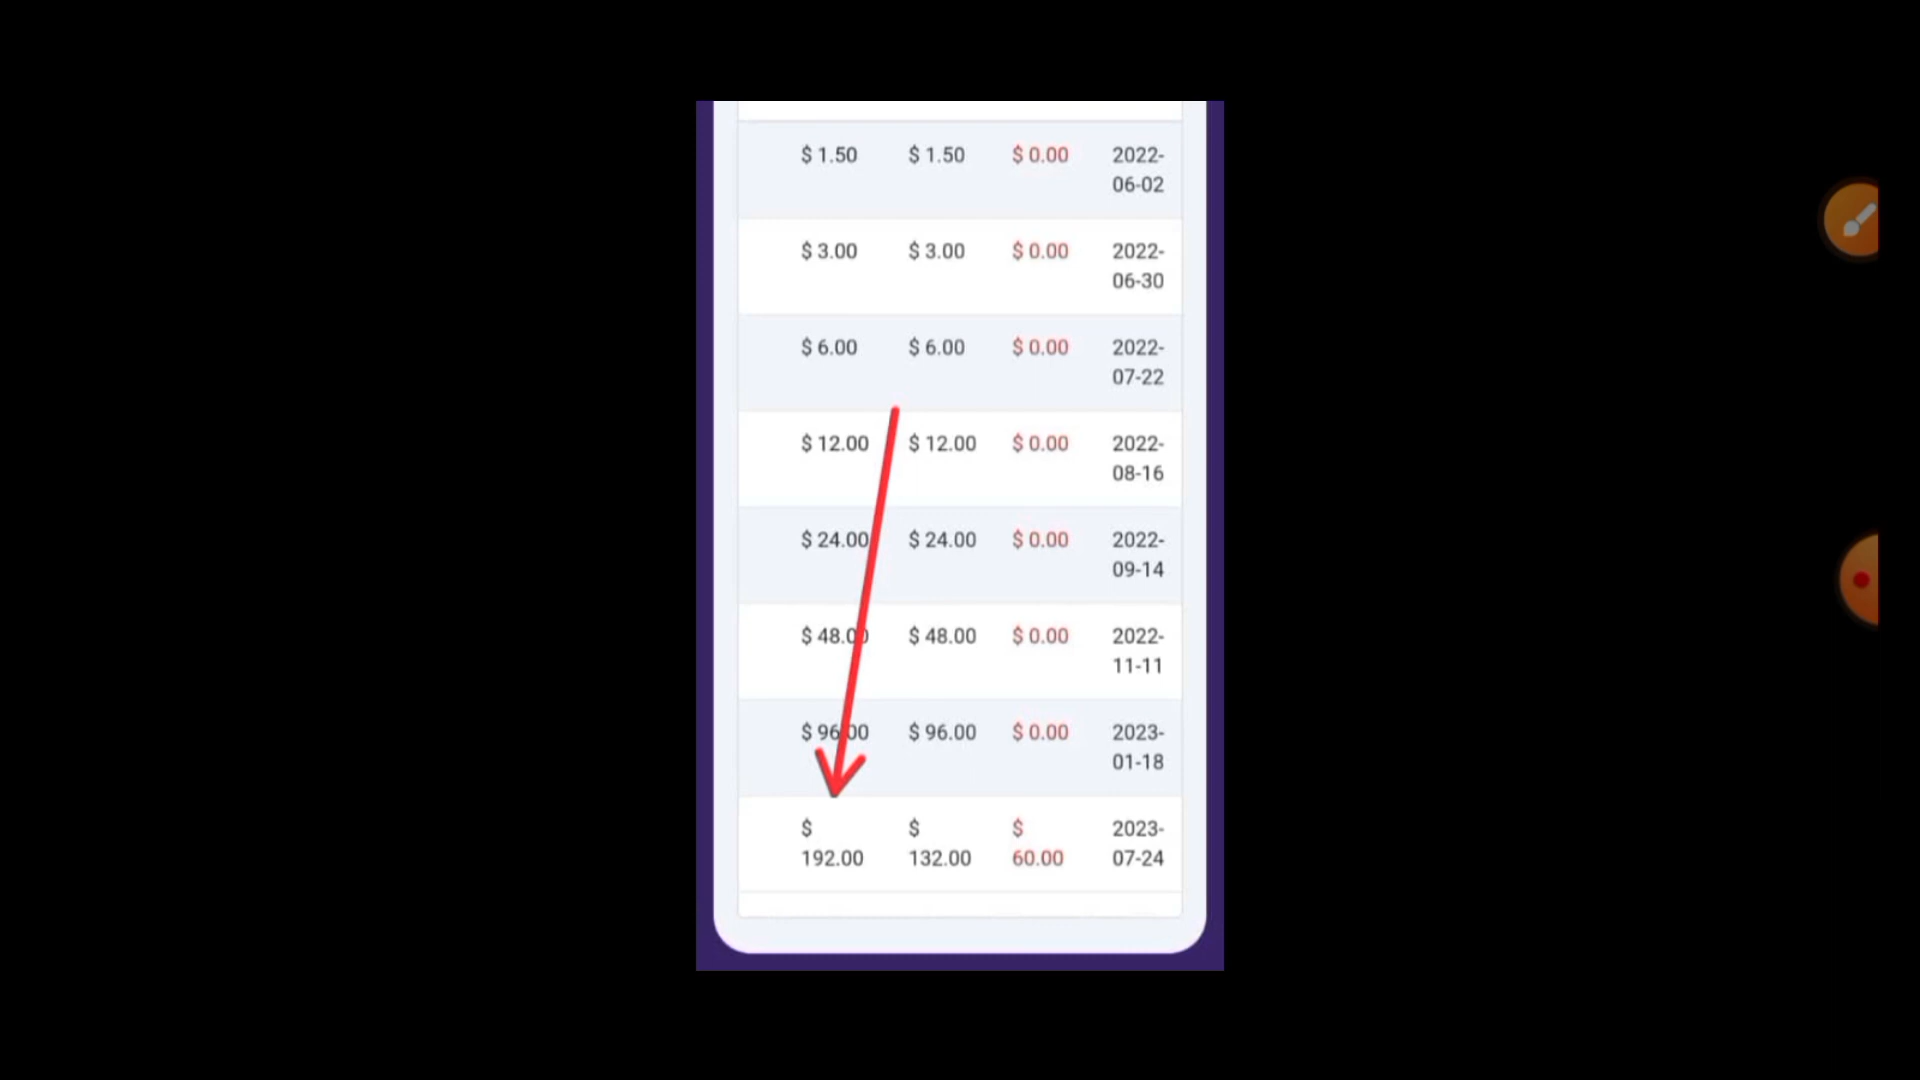 $ 1.50 $ 1.50 $ 0.00 2022-
06-02
$ 3.00 $ 3.00 $ 0.00 2022-
06-30
$ 6.00 $ 6.00 $ 0.00 2022-
07-22
$ 12.00 $ 12.00 $ 0.00 2022-
08-16
$ 24.00 $ 24.00 $ 0.00 2022-
09-14
$ 48.00 $ 48.00 $ 0.00 2022-
11-11
$ 96.00 $ 96.00 $ 0.00 2023-
01-18
$ $ $ 2023-
192.00 132.00 60.00 07-24